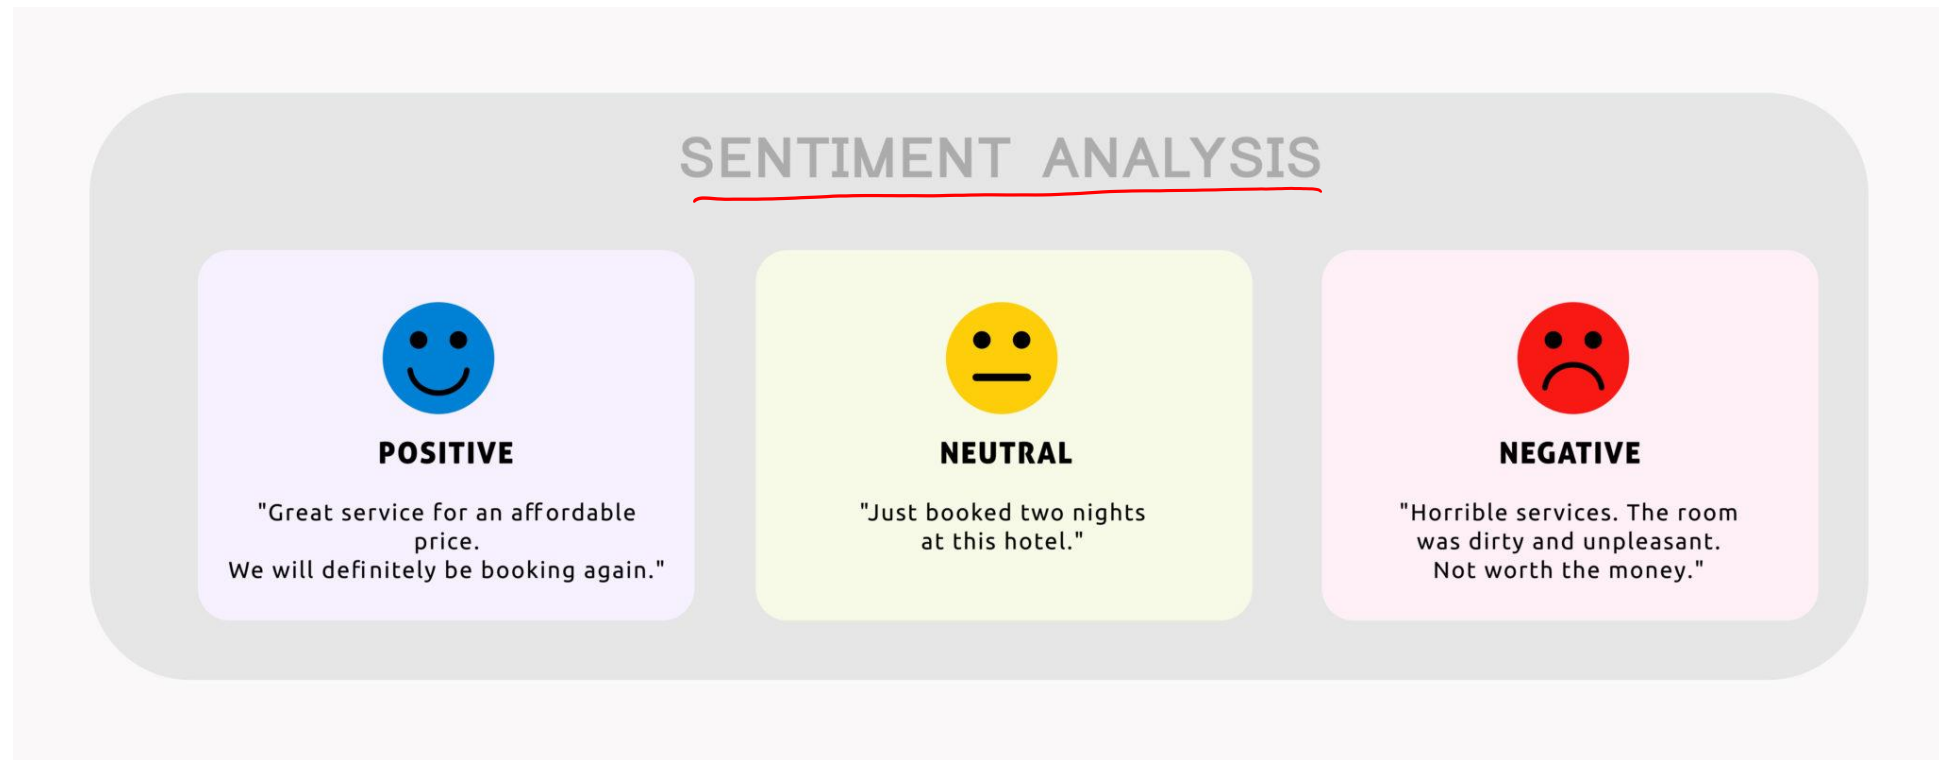 SENTIMENT ANALYSIS
POSITIVE
"Great service for an affordable
price.
We will definitely be booking again."
NEUTRAL
"Just booked two nights
at this hotel."
NEGATIVE
"Horrible services. The room
was dirty and unpleasant.
Not worth the money."